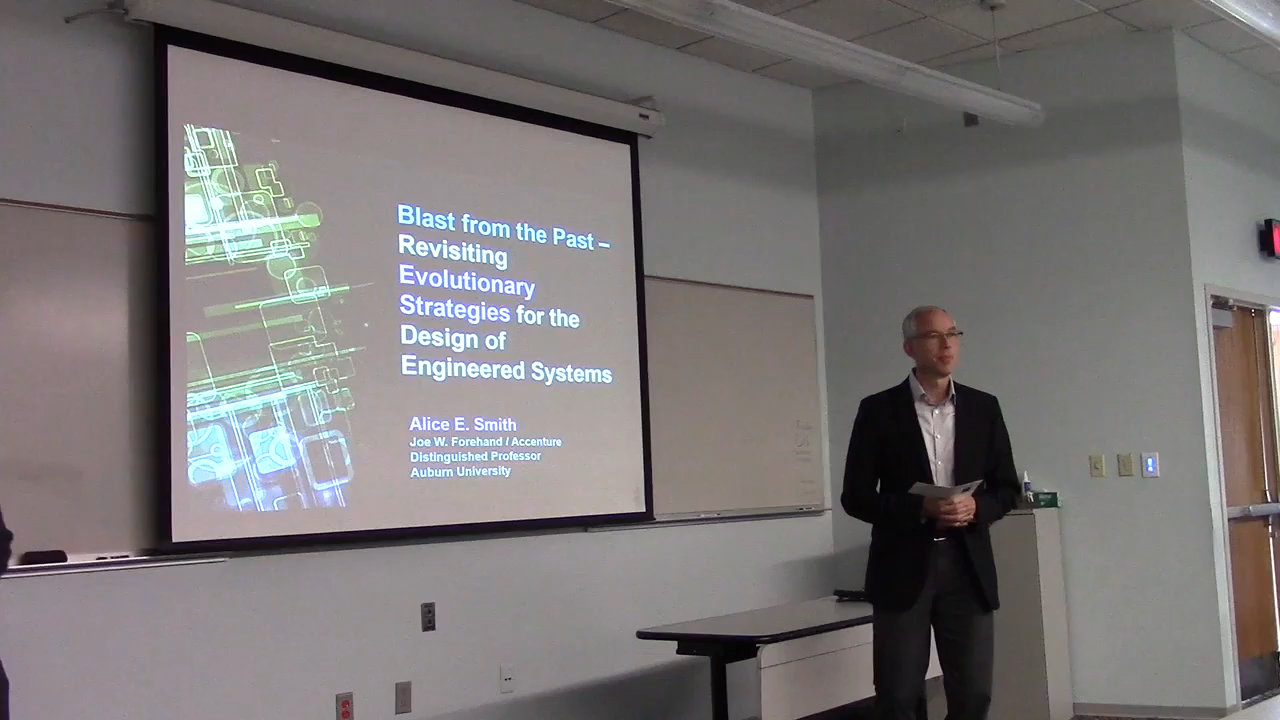 Blast from the Past –
Revisiting
Evolutionary
Strategies for the
Design of
Engineered Systems
Alice E. Smith
Joe W. Forehand / Accenture
Distinguished Professor
Auburn University